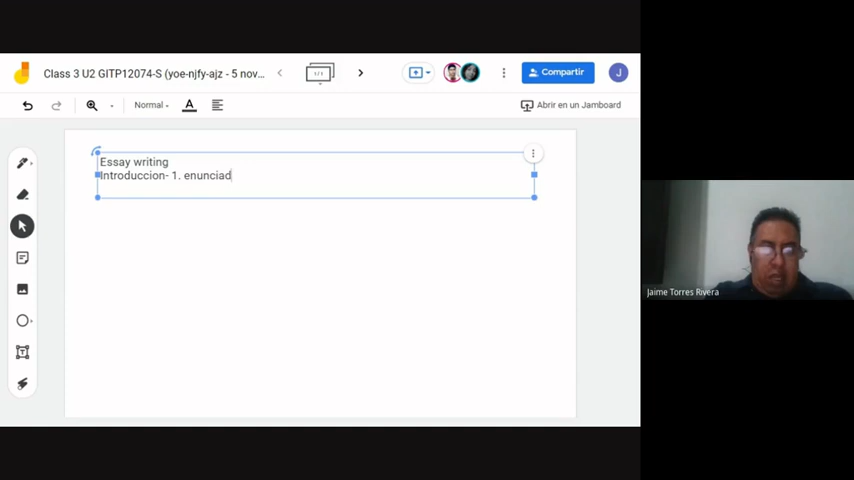 Class 3 U2 GITP12074-S (yoe-njfy-ajz - 5 nov...
1/1
Compartir
J
Normal
A
Abrir en un Jamboard
Essay writing
Introduccion- 1. enunciad
T
Jaime Torres Rivera